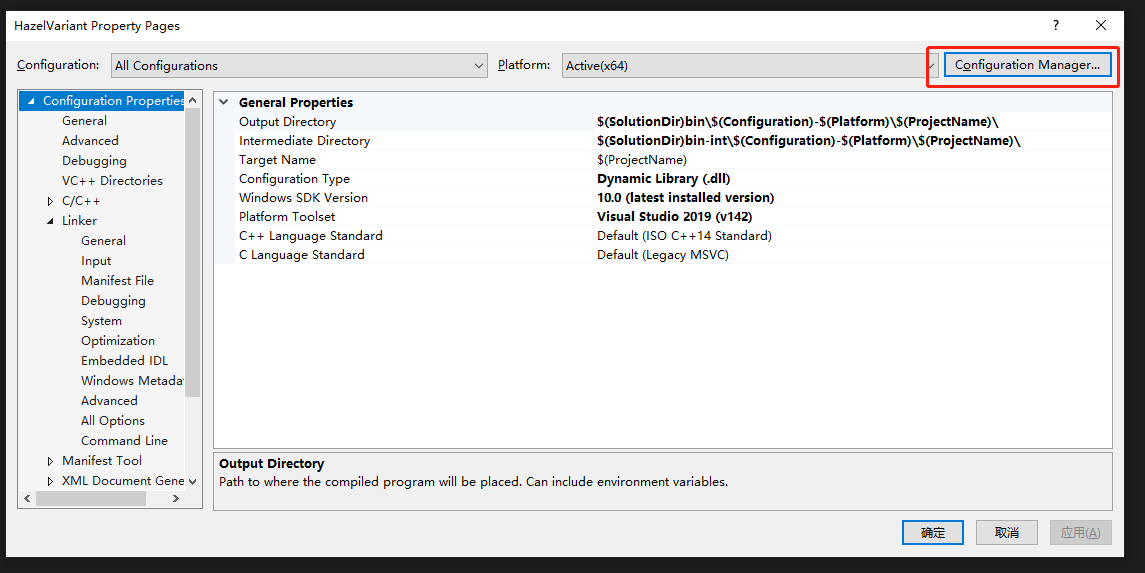 HazelVariant Property Pages
?
Configuration: All Configurations Platform: Active(x64) Configuration Manager...
Configuration Properties
General
Advanced
Debugging
VC++ Directories
C/C++
Linker
General
Input
Manifest File
Debugging
System
Optimization
Embedded IDL
Windows Metadat
Advanced
All Options
Command Line
Manifest Tool
XML Document Gene
General Properties
Output Directory $(SolutionDir)bin\$(Configuration)-$(Platform)\$(ProjectName)\
Intermediate Directory $(SolutionDir)bin-int\$(Configuration)-$(Platform)\$(ProjectName)\
Target Name $(ProjectName)
Configuration Type Dynamic Library (.dll)
Windows SDK Version 10.0 (latest installed version)
Platform Toolset Visual Studio 2019 (v142)
C++ Language Standard Default (ISO C++14 Standard)
C Language Standard Default (Legacy MSVC)
Output Directory
Path to where the compiled program will be placed. Can include environment variables.
确定 取消 应用(A)